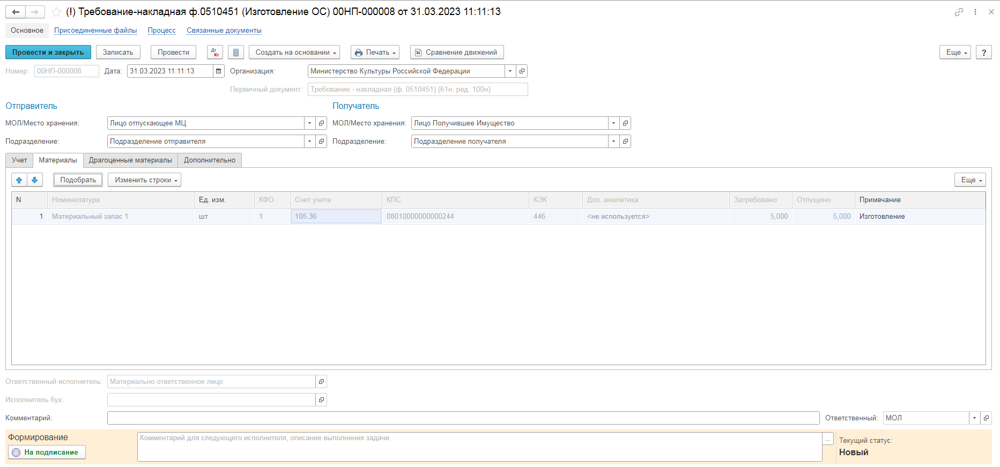 (!) Требование-накладная ф.0510451 (Изготовление ОС) 00НП-000008 от 31.03.2023 11:11:13
Основное Присоединенные файлы Процесс Связанные документы
Провести и закрыть Записать Провести Дт Кт Создать на основании Печать Сравнение движений Еще ?
Номер: 00НП-000008 Дата: 31.03.2023 11:11:13 Организация: Министерство Культуры Российской Федерации
Первичный документ: Требование - накладная (ф. 0510451) (61н, ред. 100н)
Отправитель Получатель
МОЛ/Место хранения: Лицо отпускающее МЦ МОЛ/Место хранения: Лицо Получившее Имущество
Подразделение: Подразделение отправителя Подразделение: Подразделение получателя
Учет Материалы Драгоценные материалы Дополнительно
Подобрать Изменить строки Еще
N Номенклатура Ед. изм. КФО Счет учета КПС КЭК Доп. аналитика Затребовано Отпущено Примечание
1 Материальный запас 1 шт 1 105.36 08010000000000244 446 <не используется> 5,000 5,000 Изготовление
Ответственный исполнитель: Материально ответственное лицо
Исполнитель бух:
Комментарий: Ответственный: МОЛ
Формирование Комментарий для следующего исполнителя, описание выполнения задачи ... Текущий статус:
На подписание Новый